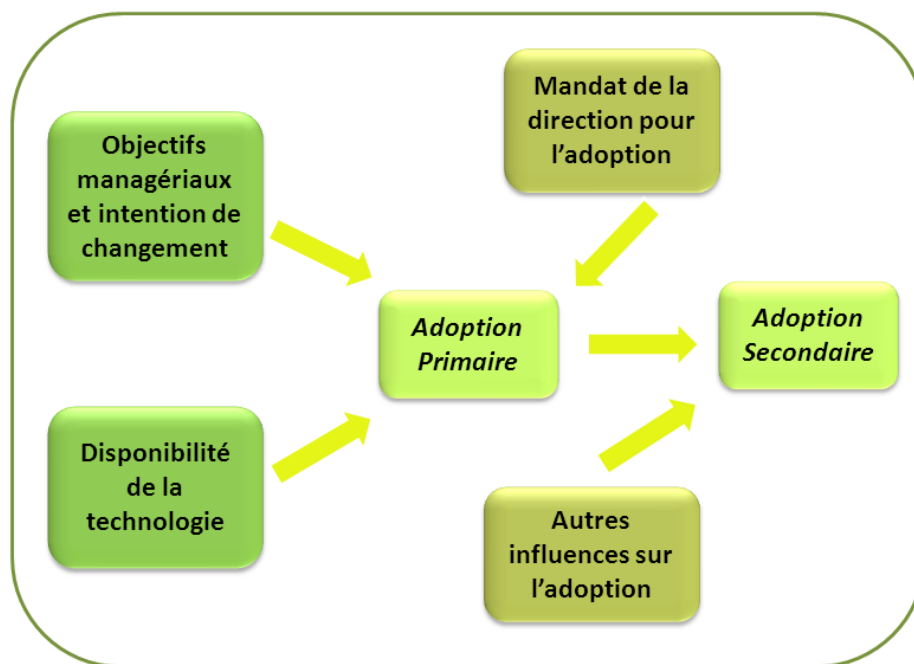 Objectifs
managériaux
et intention de
changement
Mandat de la
direction pour
l’adoption
Adoption
Primaire
Adoption
Secondaire
Disponibilité
de la
technologie
Autres
influences sur
l’adoption